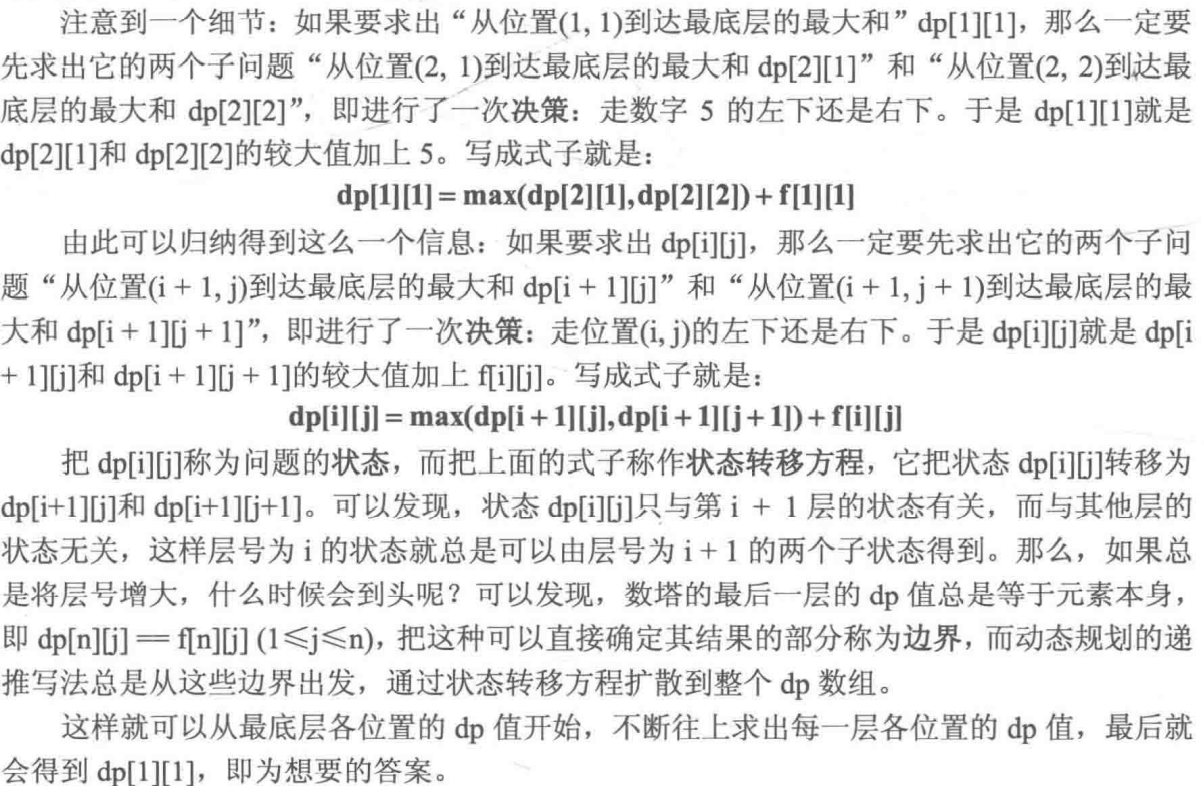 注意到一个细节：如果要求出“从位置(1, 1)到达最底层的最大和”dp[1][1]，那么一定要
先求出它的两个子问题“从位置(2, 1)到达最底层的最大和 dp[2][1]”和“从位置(2, 2)到达最
底层的最大和 dp[2][2]”，即进行了一次决策：走数字 5 的左下还是右下。于是 dp[1][1]就是
dp[2][1]和 dp[2][2]的较大值加上 5。写成式子就是：
dp[1][1] = max(dp[2][1],dp[2][2]) + f[1][1]
由此可以归纳得到这么一个信息：如果要求出 dp[i][j]，那么一定要先求出它的两个子问
题“从位置(i + 1, j)到达最底层的最大和 dp[i + 1][j]”和“从位置(i + 1, j + 1)到达最底层的最
大和 dp[i + 1][j + 1]”，即进行了一次决策：走位置(i, j)的左下还是右下。于是 dp[i][j]就是 dp[i
+ 1][j]和 dp[i + 1][j + 1]的较大值加上 f[i][j]。写成式子就是：
dp[i][j] = max(dp[i + 1][j],dp[i + 1][j + 1]) + f[i][j]
把 dp[i][j]称为问题的状态，而把上面的式子称作状态转移方程，它把状态 dp[i][j]转移为
dp[i+1][j]和 dp[i+1][j+1]。可以发现，状态 dp[i][j]只与第 i + 1 层的状态有关，而与其他层的
状态无关，这样层号为 i 的状态就总是可以由层号为 i + 1 的两个子状态得到。那么，如果总
是将层号增大，什么时候会到头呢？可以发现，数塔的最后一层的 dp 值总是等于元素本身，
即 dp[n][j] == f[n][j] (1≤j≤n)，把这种可以直接确定其结果的部分称为边界，而动态规划的递
推写法总是从这些边界出发，通过状态转移方程扩散到整个 dp 数组。
这样就可以从最底层各位置的 dp 值开始，不断往上求出每一层各位置的 dp 值，最后就
会得到 dp[1][1]，即为想要的答案。